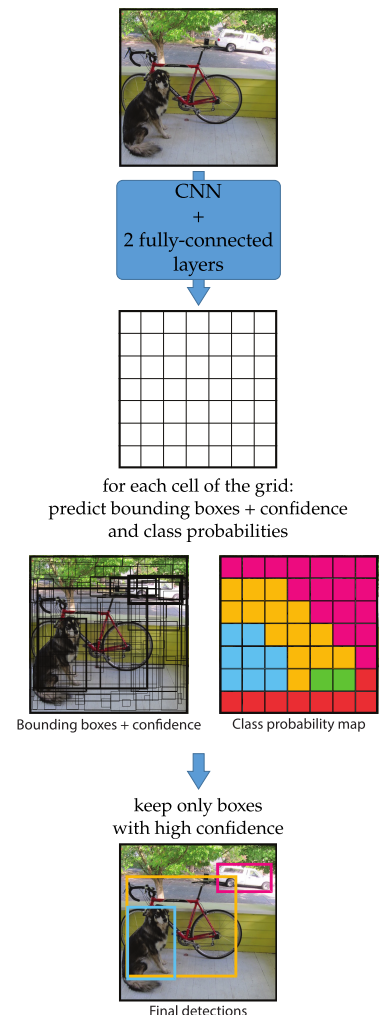 CNN
+
2 fully-connected
layers
for each cell of the grid:
predict bounding boxes + confidence
and class probabilities
Bounding boxes + confidence
Class probability map
keep only boxes
with high confidence
Final detections